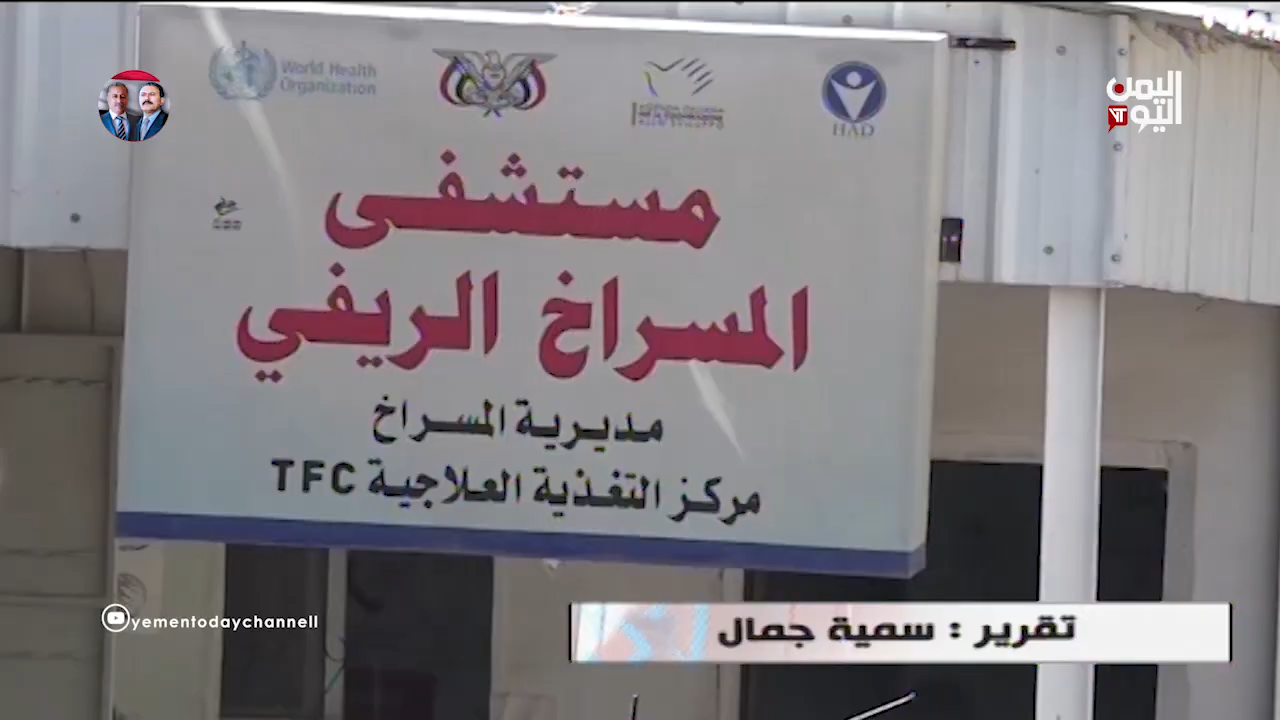 World Health
Organization
HAD
اليمن
اليوم
مستشفى
المسراخ الريفي
مديرية المسراخ
مركز التغذية العلاجية TFC
تقرير : سمية جمال
yementodaychannell